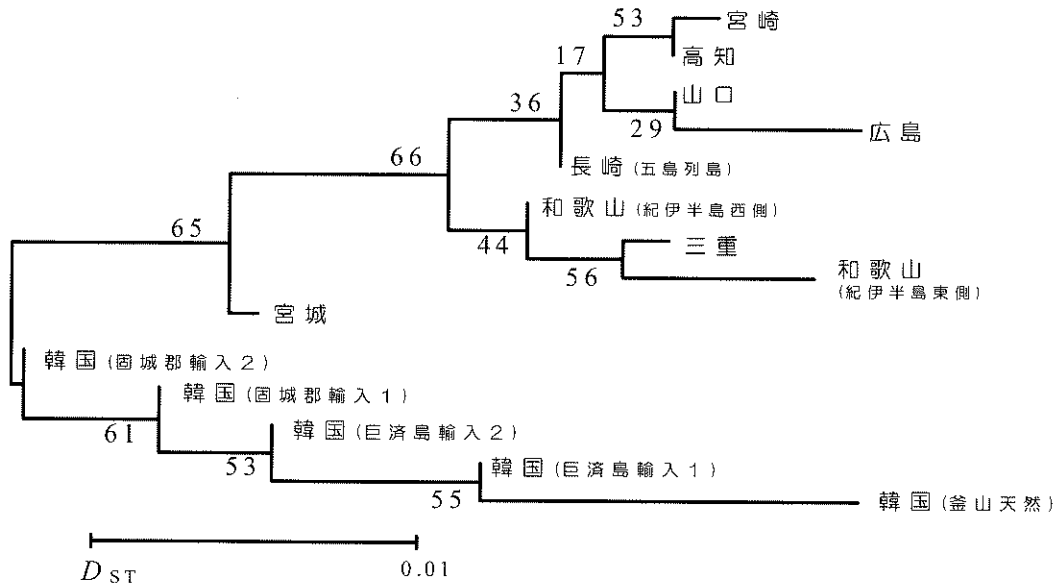 53
宮崎
17
高知
山口
36
29
広島
66
長崎(五島列島)
和歌山(紀伊半島西側)
65
44
三重
56
和歌山
(紀伊半島東側)
宮城
韓国(固城郡輸入2)
韓国(固城郡輸入1)
61
韓国(巨済島輸入2)
53
韓国(巨済島輸入1)
55
韓国(釜山天然)
DST
0.01